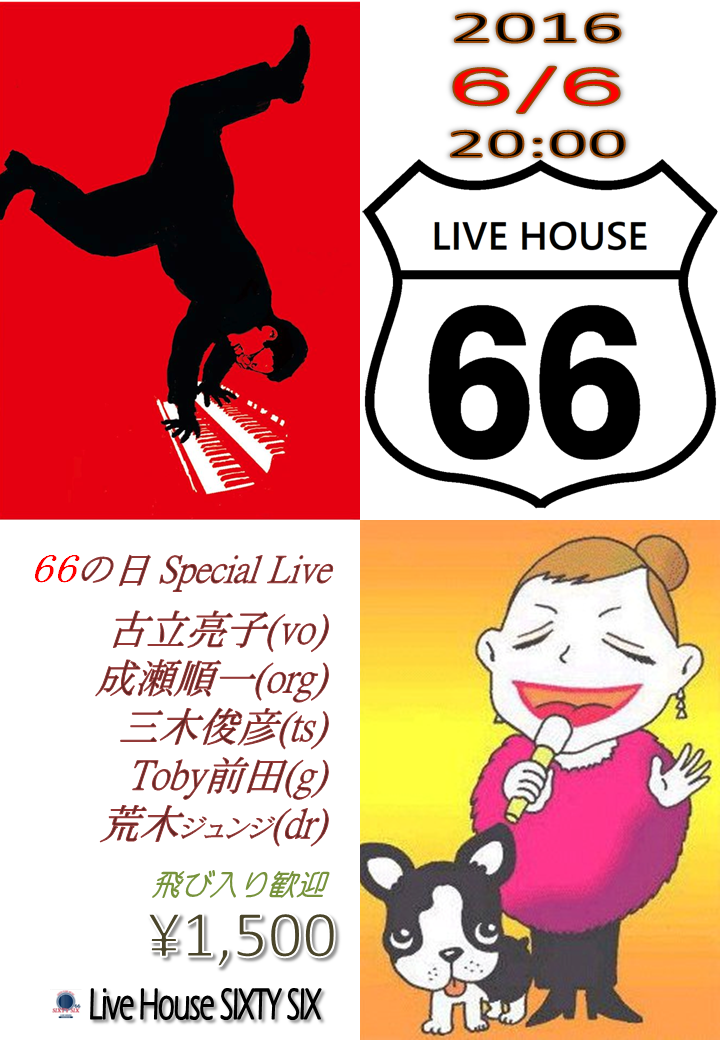 2016
6/6
20:00
LIVE HOUSE
66
66の日 Special Live
古立亮子(vo)
成瀬順一(org)
三木俊彦(ts)
Toby前田(g)
荒木ジュンジ(dr)
飛び入り歓迎
¥1,500
SIXTY SIX
Live House SIXTY SIX